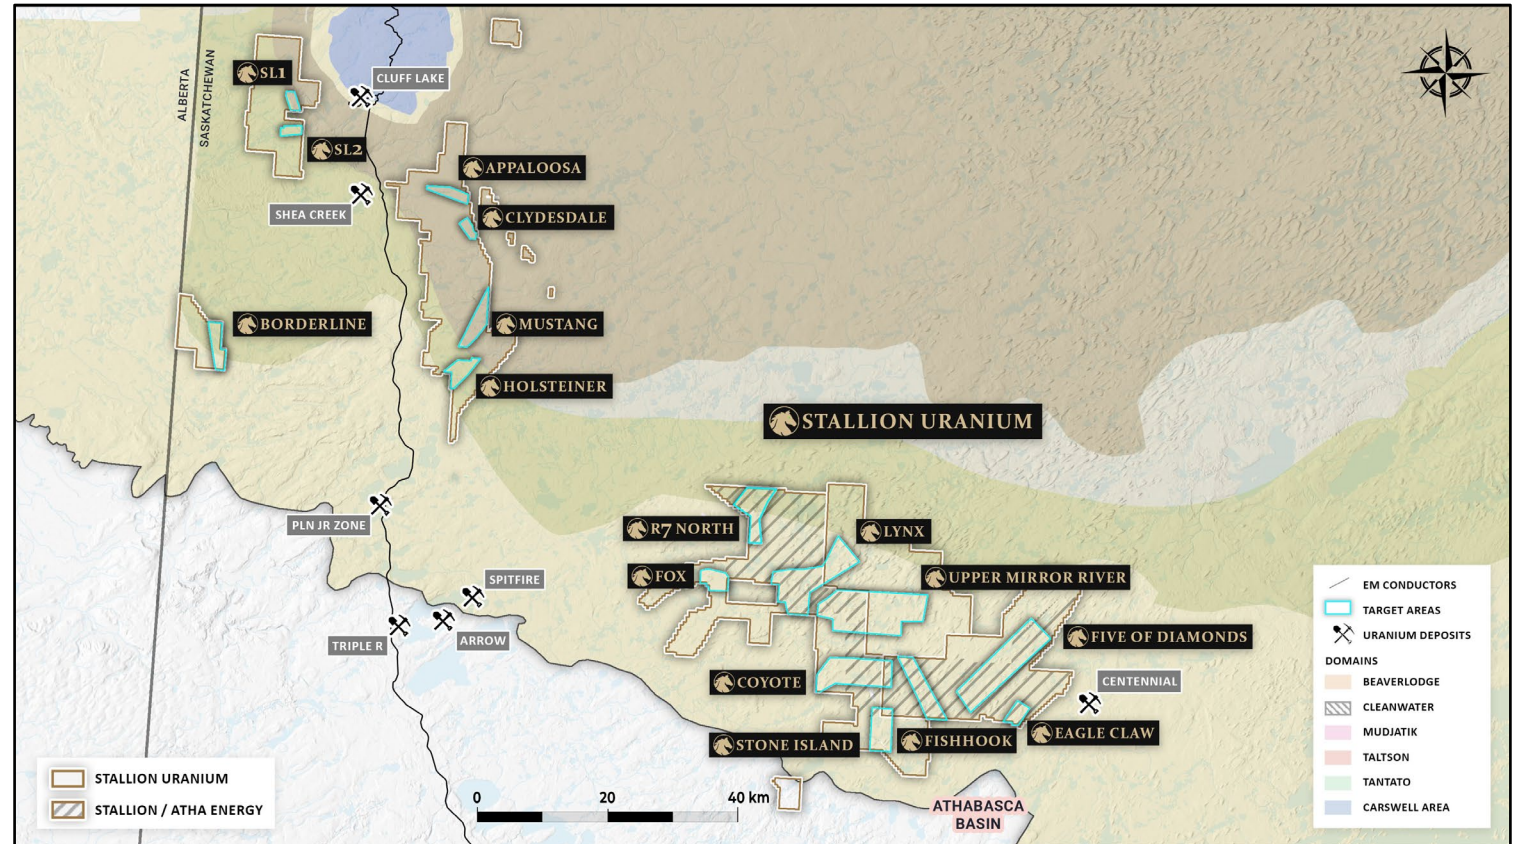 SL1
CLUFF LAKE
ALBERTA
SASKATCHEWAN
SL2
APPALOOSA
SHEA CREEK
CLYDESDALE
BORDERLINE
MUSTANG
HOLSTEINER
STALLION URANIUM
PLN JR ZONE
R7 NORTH
LYNX
SPITFIRE
FOX
UPPER MIRROR RIVER
TRIPLE R
ARROW
FIVE OF DIAMONDS
COYOTE
CENTENNIAL
STONE ISLAND
FISHHOOK
EAGLE CLAW
EM CONDUCTORS
TARGET AREAS
URANIUM DEPOSITS
DOMAINS
BEAVERLODGE
CLEANWATER
MUDJATIK
TALTSON
TANTATO
CARSWELL AREA
STALLION URANIUM
STALLION / ATHA ENERGY
0 20 40 km
ATHABASCA
BASIN